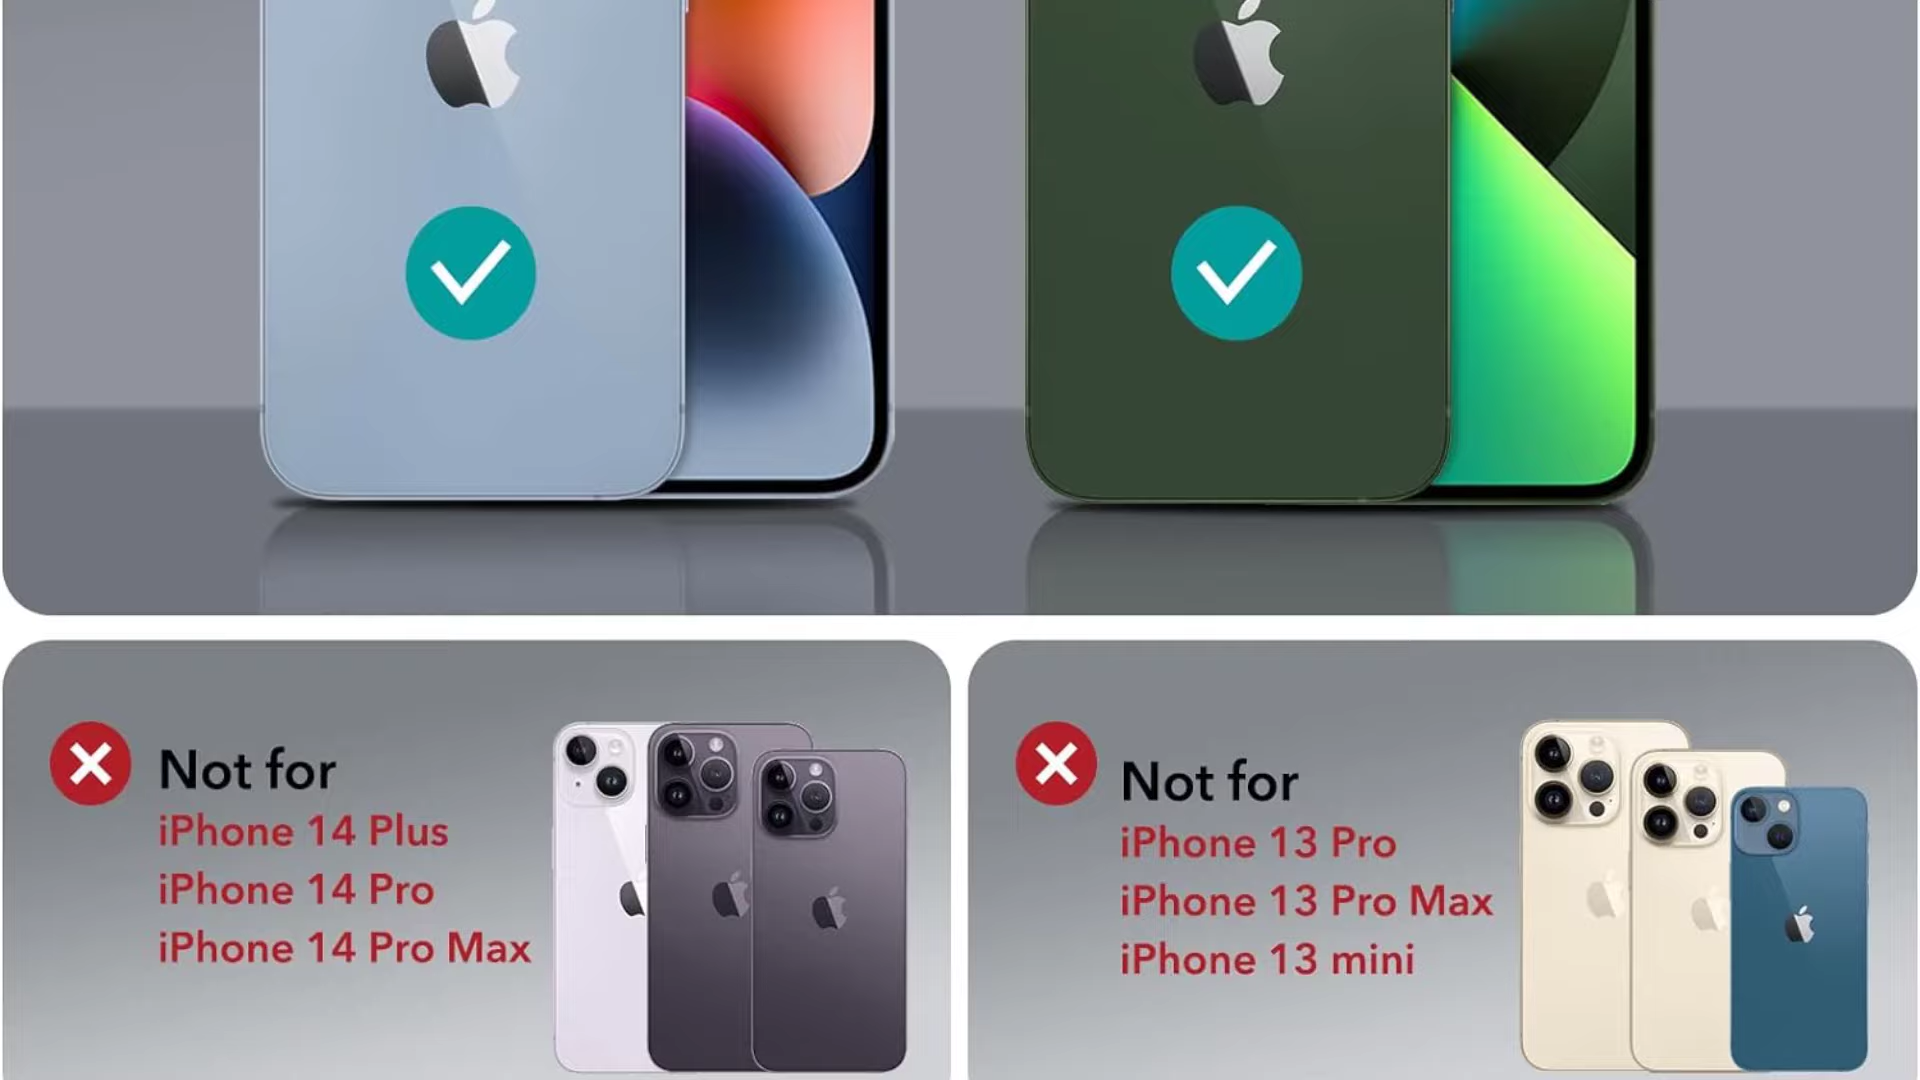 Not for
iPhone 14 Plus
iPhone 14 Pro
iPhone 14 Pro Max
Not for
iPhone 13 Pro
iPhone 13 Pro Max
iPhone 13 mini